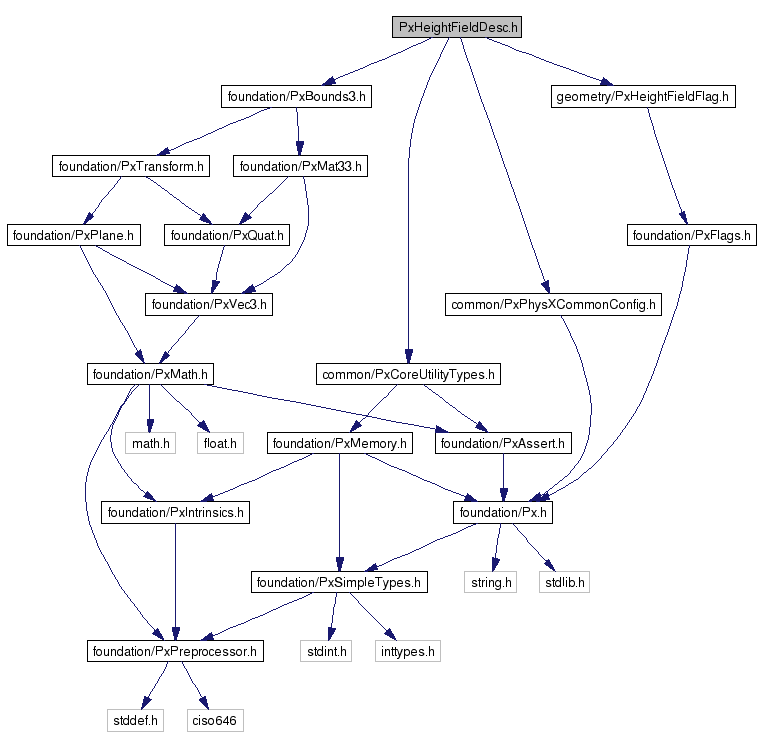 PxHeightFieldDesc.h
foundation/PxBounds3.h
geometry/PxHeightFieldFlag.h
foundation/PxTransform.h
foundation/PxMat33.h
foundation/PxPlane.h
foundation/PxQuat.h
foundation/PxFlags.h
foundation/PxVec3.h
common/PxPhysXCommonConfig.h
foundation/PxMath.h
common/PxCoreUtilityTypes.h
math.h
float.h
foundation/PxMemory.h
foundation/PxAssert.h
foundation/PxIntrinsics.h
foundation/Px.h
foundation/PxSimpleTypes.h
string.h
stdlib.h
foundation/PxPreprocessor.h
stdint.h
inttypes.h
stddef.h
ciso646